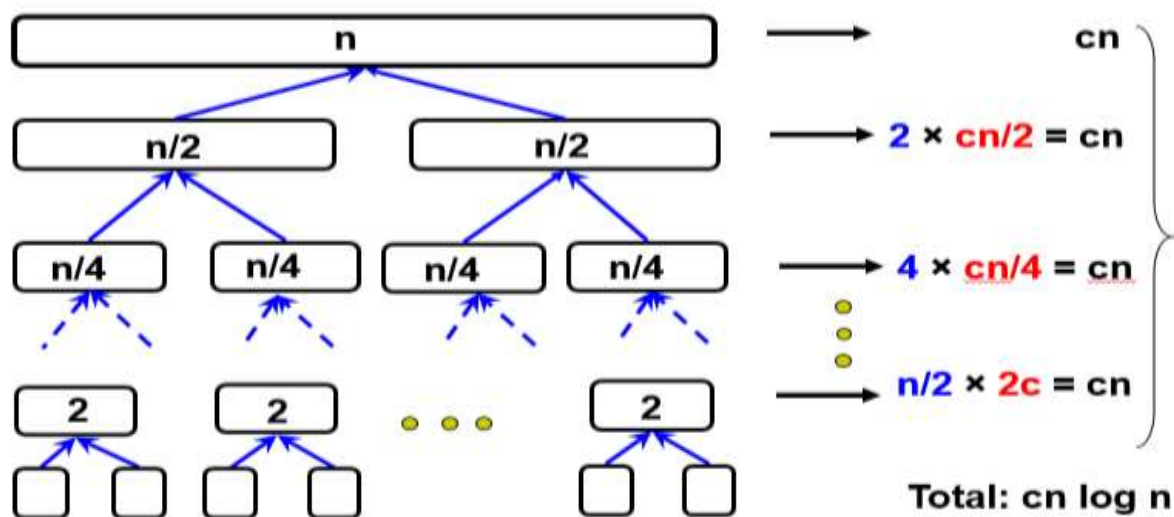 n cn
n/2 n/2 2 × cn/2 = cn
n/4 n/4 n/4 n/4 4 × cn/4 = cn
2 2 2 n/2 × 2c = cn
Total: cn log n